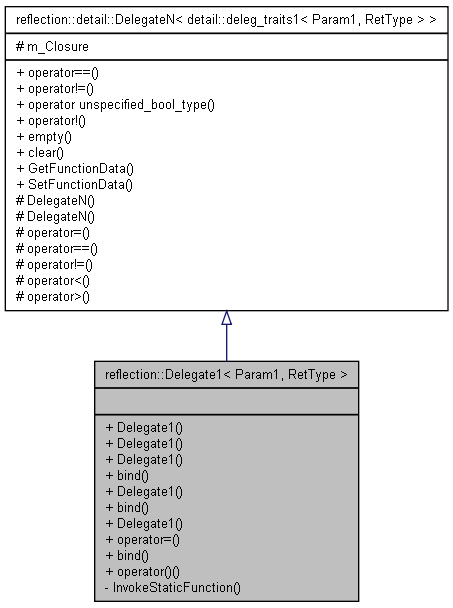 reflection::detail::DelegateN< detail::deleg_traits1< Param1, RetType > >
# m_Closure
+ operator==()
+ operator!=()
+ operator unspecified_bool_type()
+ operator!()
+ empty()
+ clear()
+ GetFunctionData()
+ SetFunctionData()
# DelegateN()
# DelegateN()
# operator=()
# operator==()
# operator!=()
# operator<()
# operator>()
reflection::Delegate1< Param1, RetType >
+ Delegate1()
+ Delegate1()
+ Delegate1()
+ bind()
+ Delegate1()
+ bind()
+ Delegate1()
+ operator=()
+ bind()
+ operator()()
- InvokeStaticFunction()